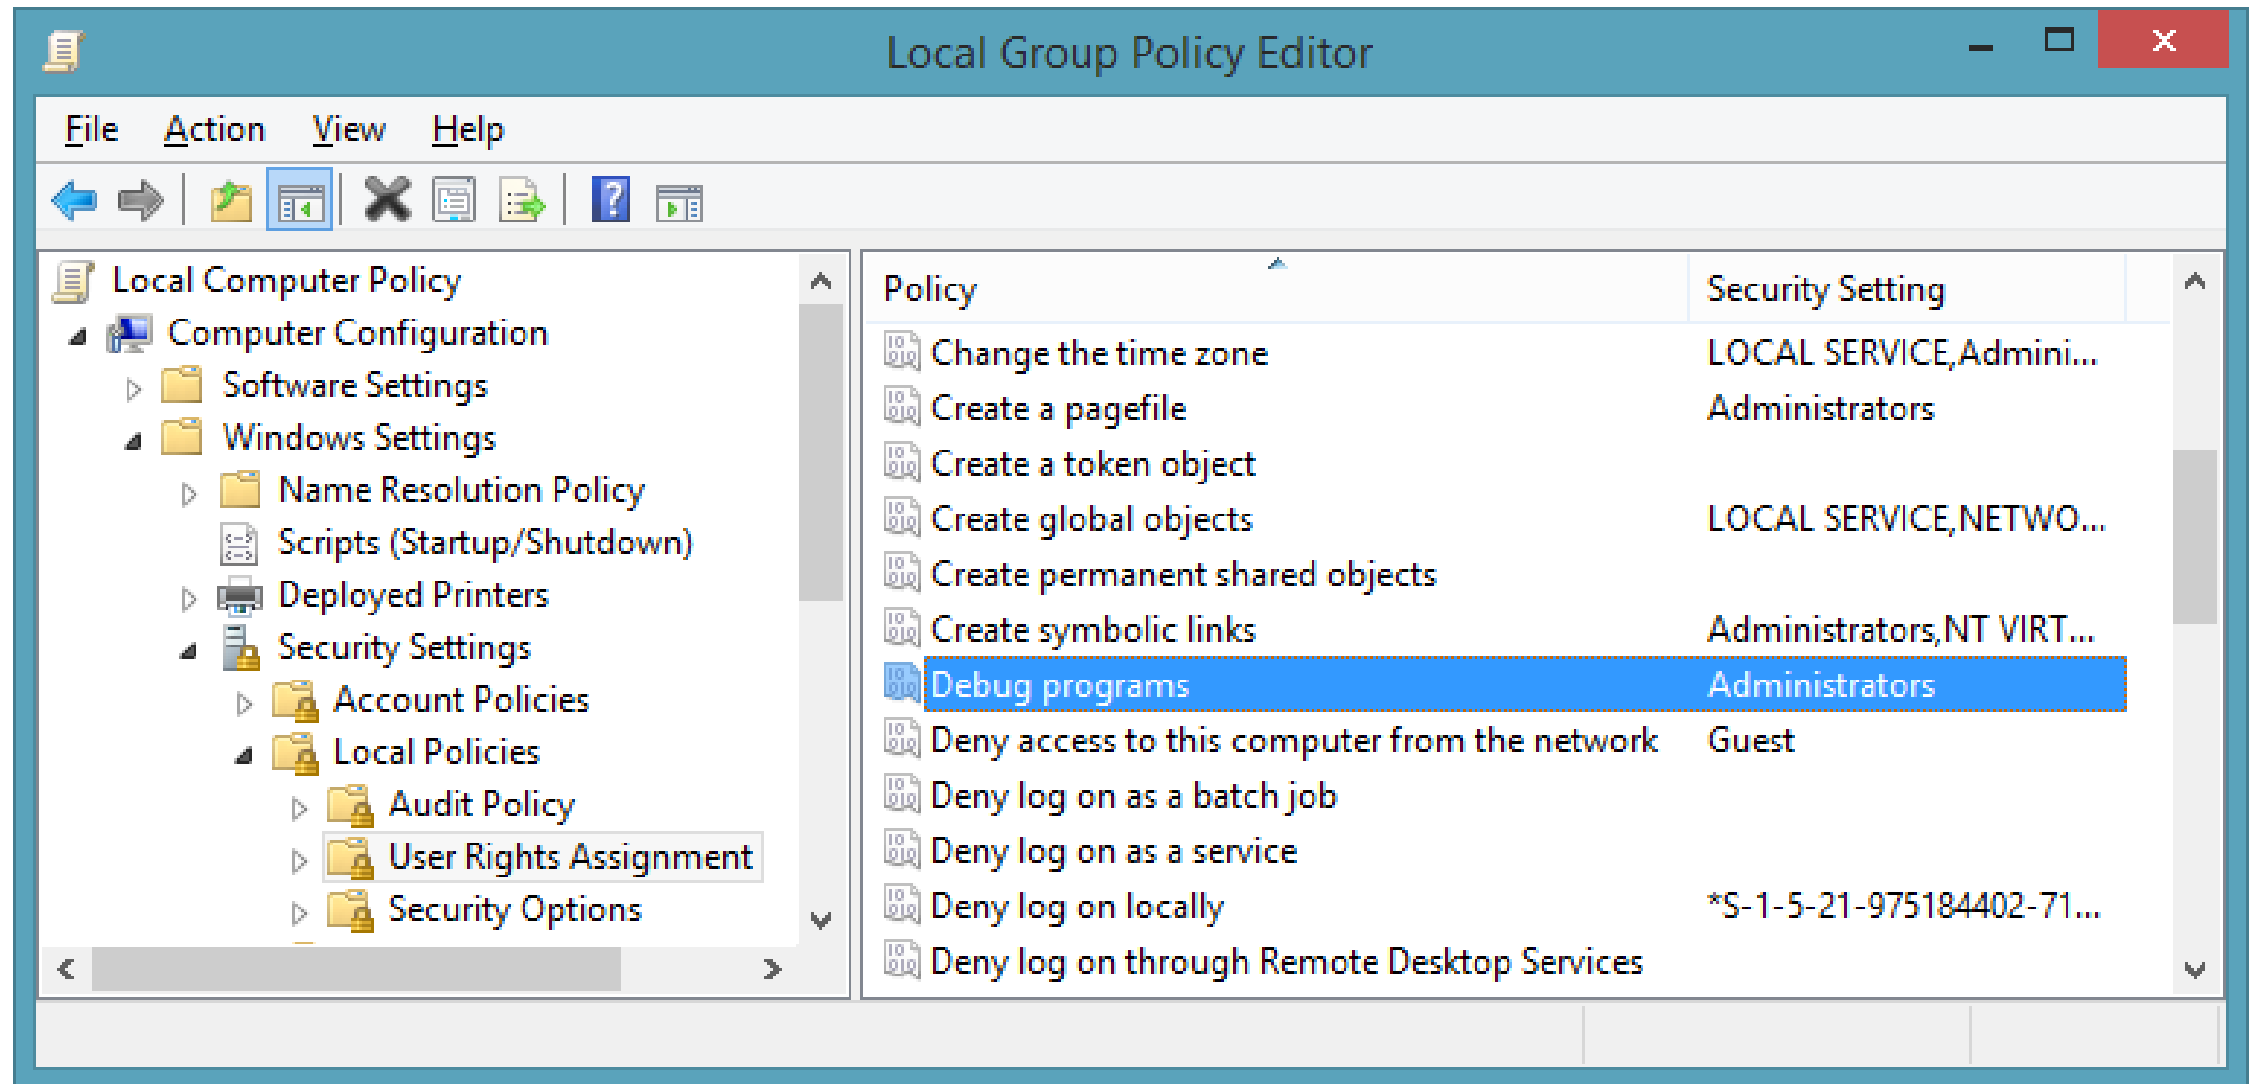 Local Group Policy Editor
File Action View Help
Local Computer Policy
Computer Configuration
Software Settings
Windows Settings
Name Resolution Policy
Scripts (Startup/Shutdown)
Deployed Printers
Security Settings
Account Policies
Local Policies
Audit Policy
User Rights Assignment
Security Options
Policy Security Setting
Change the time zone LOCAL SERVICE,Admini...
Create a pagefile Administrators
Create a token object
Create global objects LOCAL SERVICE,NETWO...
Create permanent shared objects
Create symbolic links Administrators,NT VIRT...
Debug programs Administrators
Deny access to this computer from the network Guest
Deny log on as a batch job
Deny log on as a service
Deny log on locally *S-1-5-21-975184402-71...
Deny log on through Remote Desktop Services